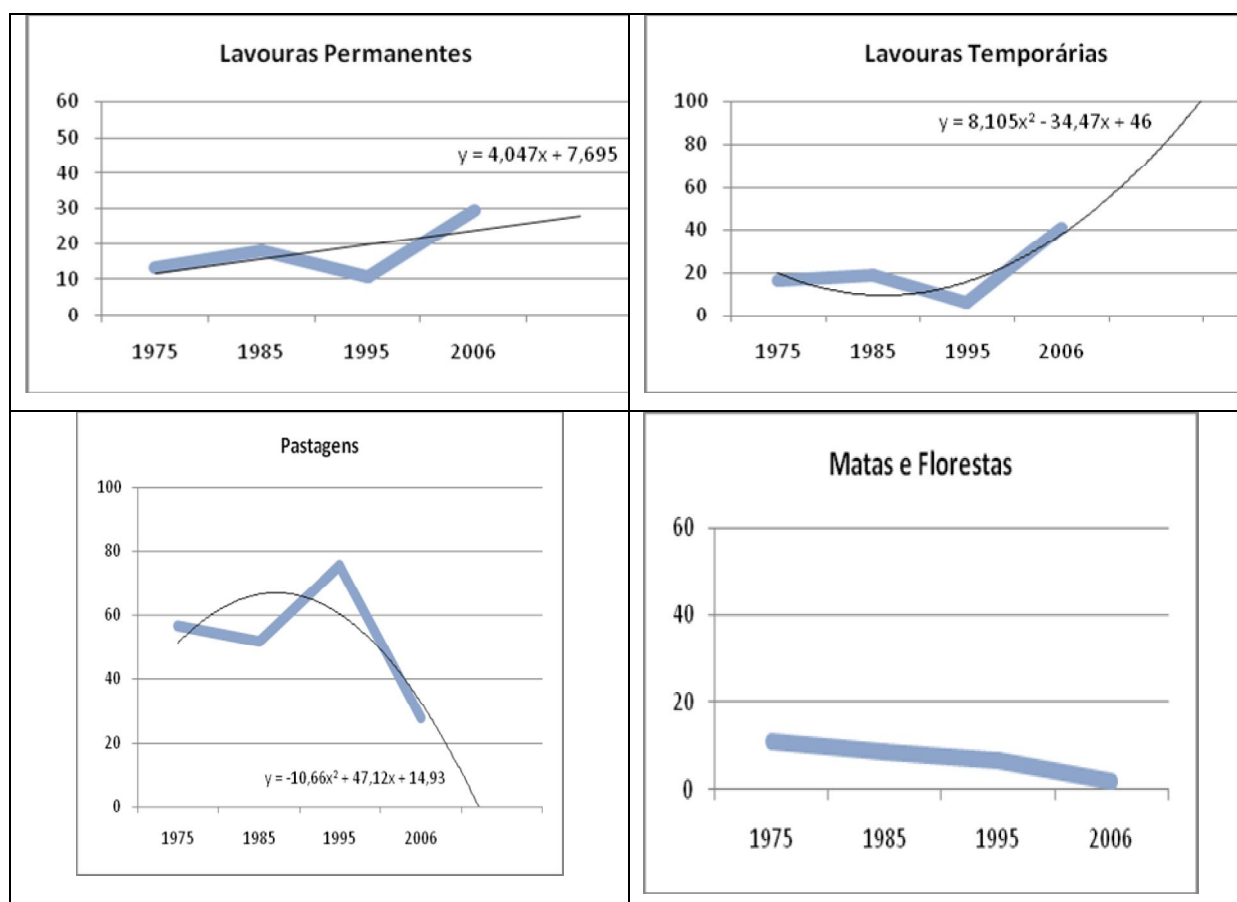 Lavouras Permanentes
60
50
40
30
20
10
0
y = 4,047x + 7,695
1975 1985 1995 2006
Lavouras Temporárias
100
80
60
40
20
0
y = 8,105x² - 34,47x + 46
1975 1985 1995 2006
Pastagens
100
80
60
40
20
0
y = -10,66x² + 47,12x + 14,93
1975 1985 1995 2006
Matas e Florestas
60
40
20
0
1975 1985 1995 2006